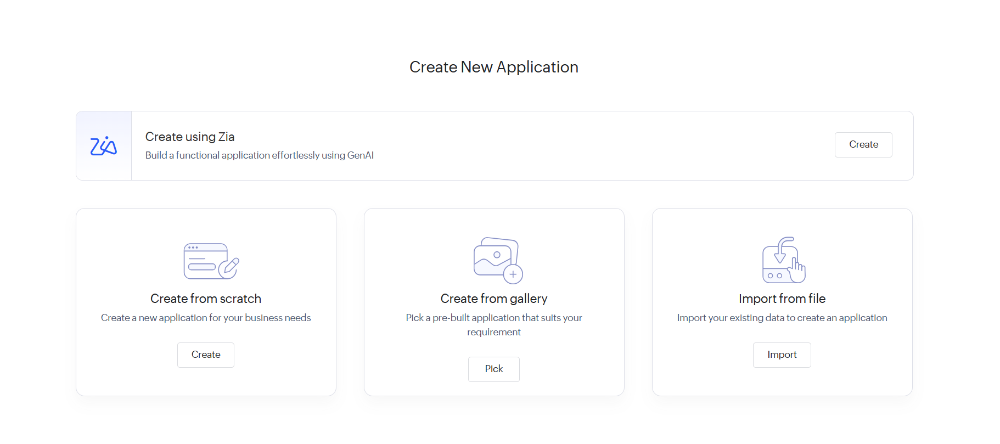 Create New Application
Zia
Create using Zia
Build a functional application effortlessly using GenAI
Create
Create from scratch
Create a new application for your business needs
Create
Create from gallery
Pick a pre-built application that suits your
requirement
Pick
Import from file
Import your existing data to create an application
Import